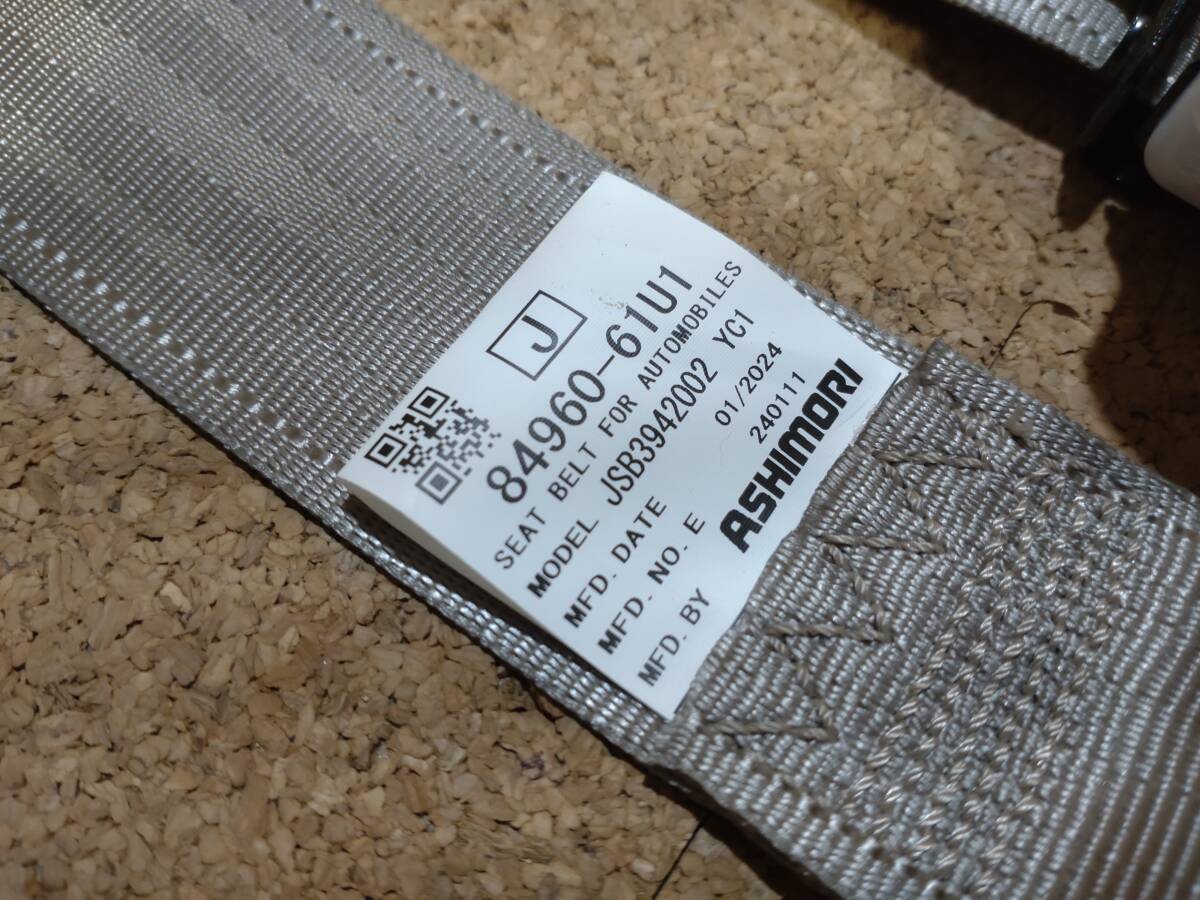 J
84960-61U1
SEAT BELT FOR AUTOMOBILES
MODEL JSB3942002 YC1
MFD. DATE 01/2024
MFD. NO. E 240111
MFD. BY ASHIMORI